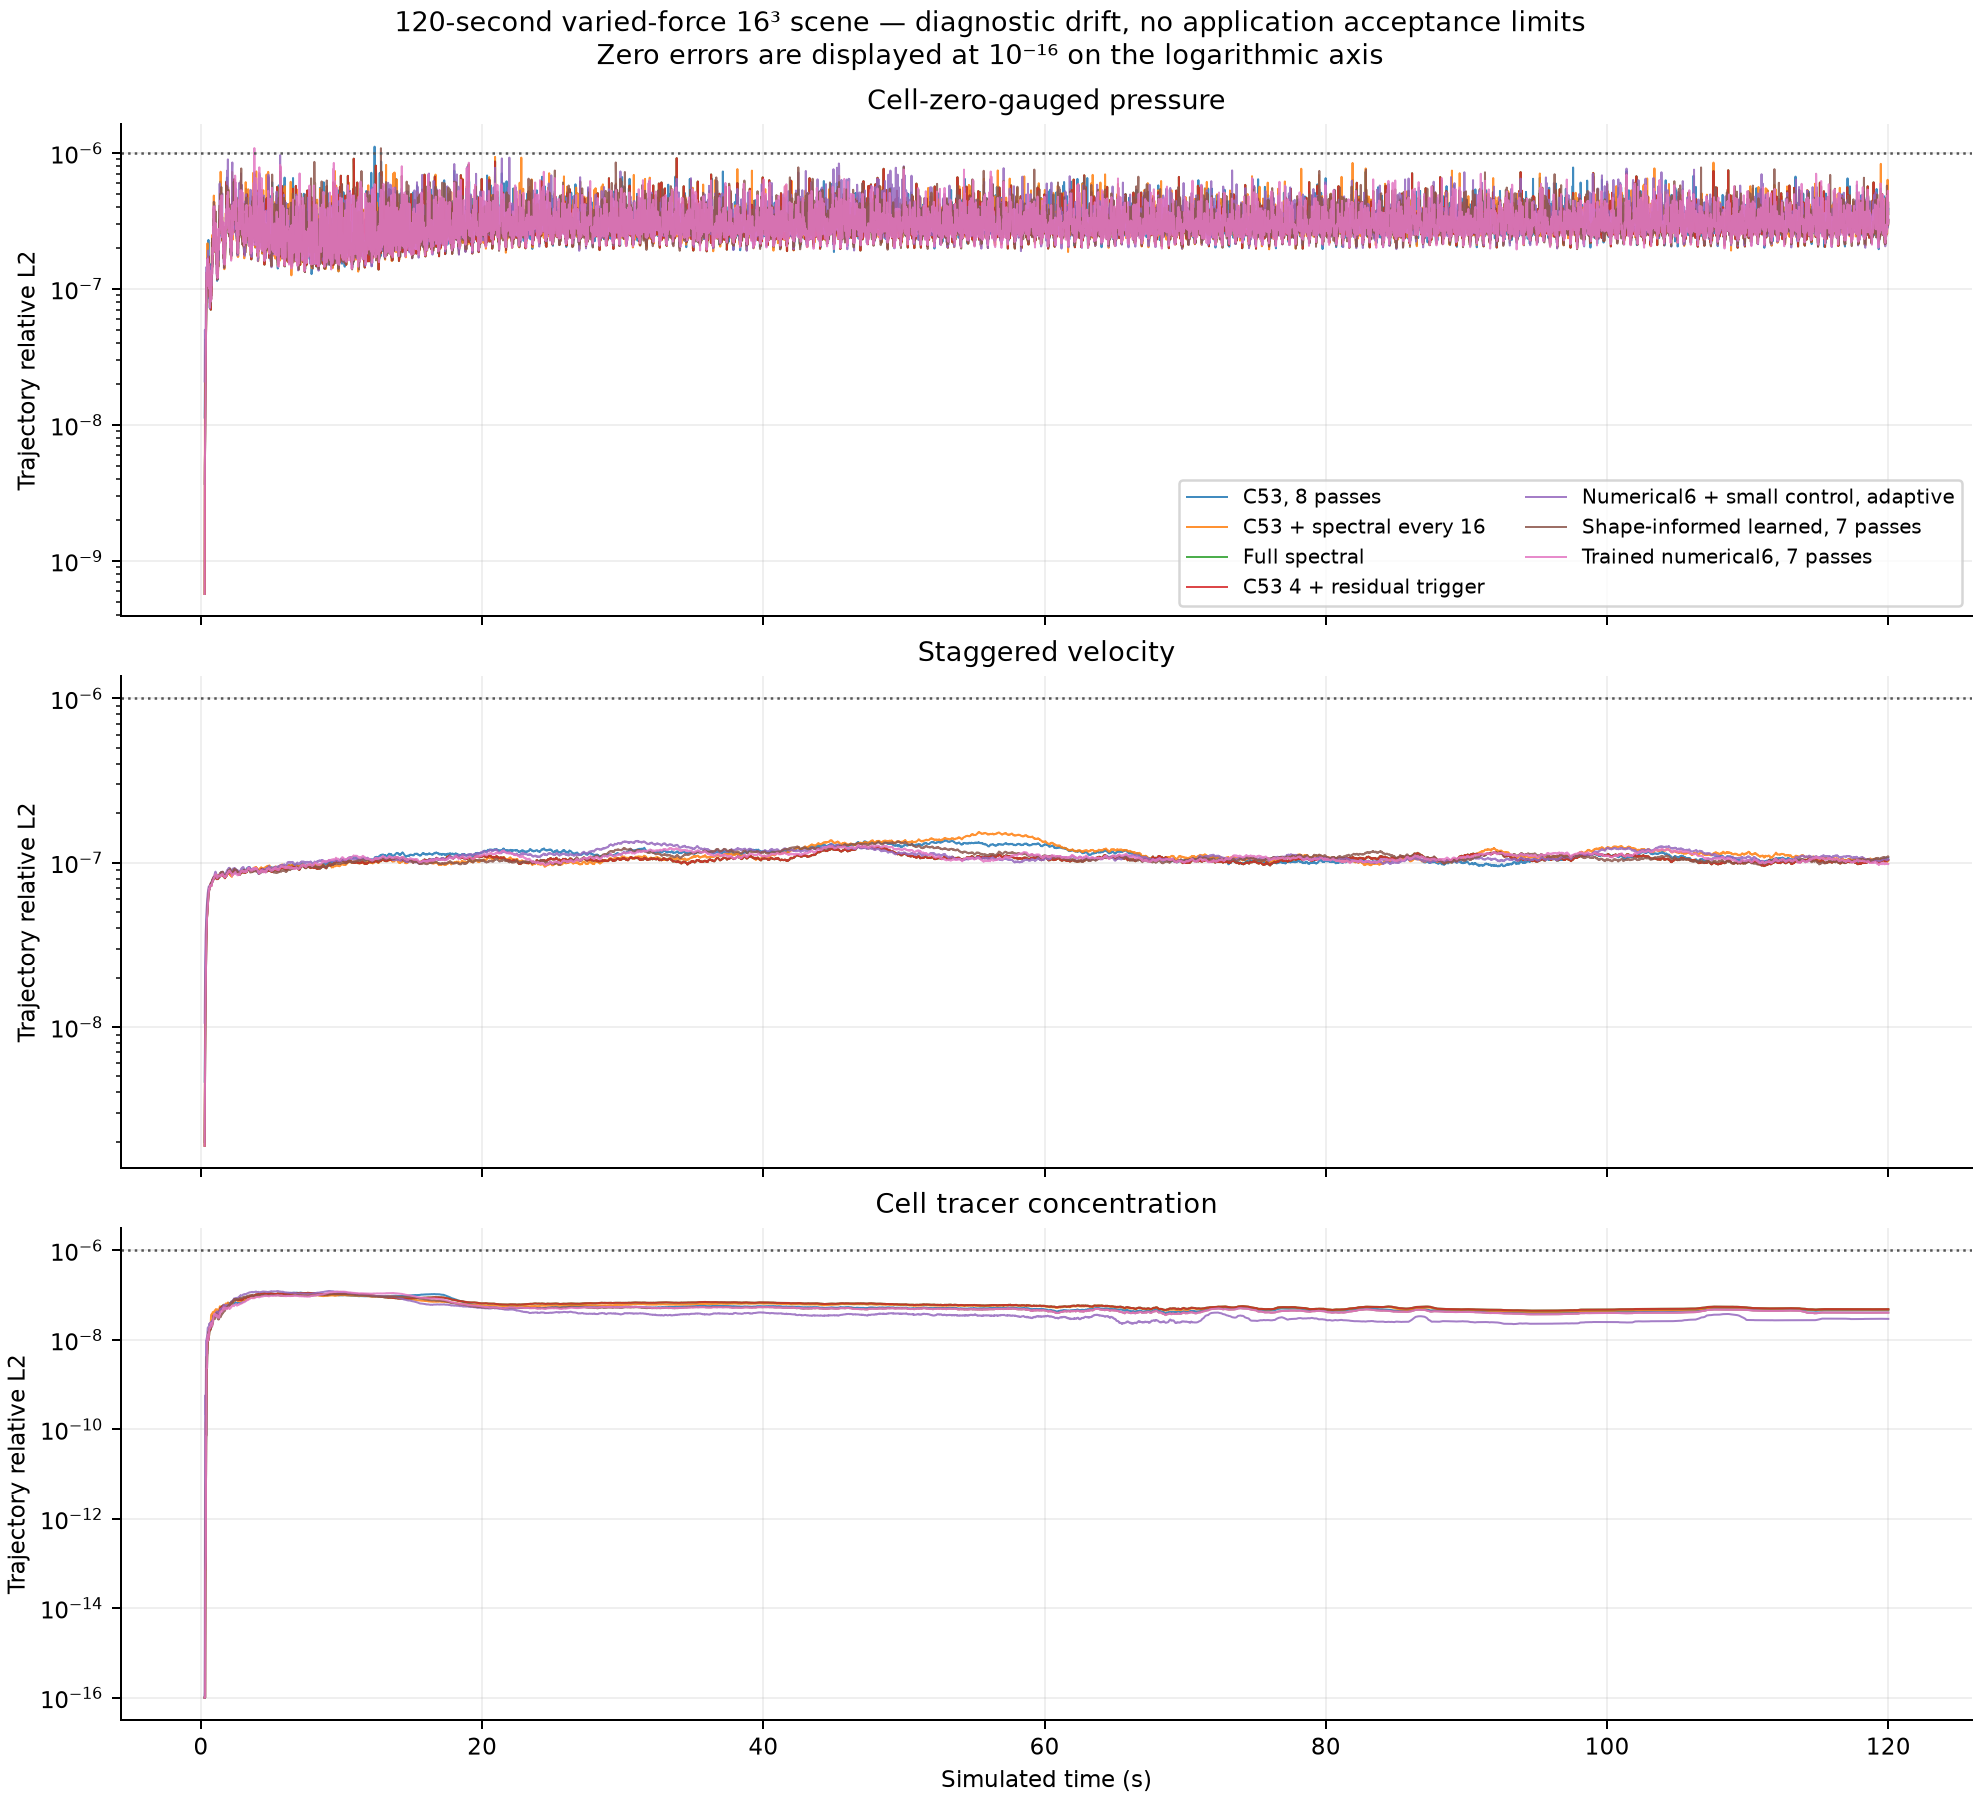 120-second varied-force 16³ scene — diagnostic drift, no application acceptance limits
Zero errors are displayed at 10⁻¹⁶ on the logarithmic axis
Cell-zero-gauged pressure
Trajectory relative L2
10⁻⁶
10⁻⁷
10⁻⁸
10⁻⁹
C53, 8 passes
C53 + spectral every 16
Full spectral
C53 4 + residual trigger
Numerical6 + small control, adaptive
Shape-informed learned, 7 passes
Trained numerical6, 7 passes
Staggered velocity
Trajectory relative L2
10⁻⁶
10⁻⁷
10⁻⁸
Cell tracer concentration
Trajectory relative L2
10⁻⁶
10⁻⁸
10⁻¹⁰
10⁻¹²
10⁻¹⁴
10⁻¹⁶
0 20 40 60 80 100 120
Simulated time (s)